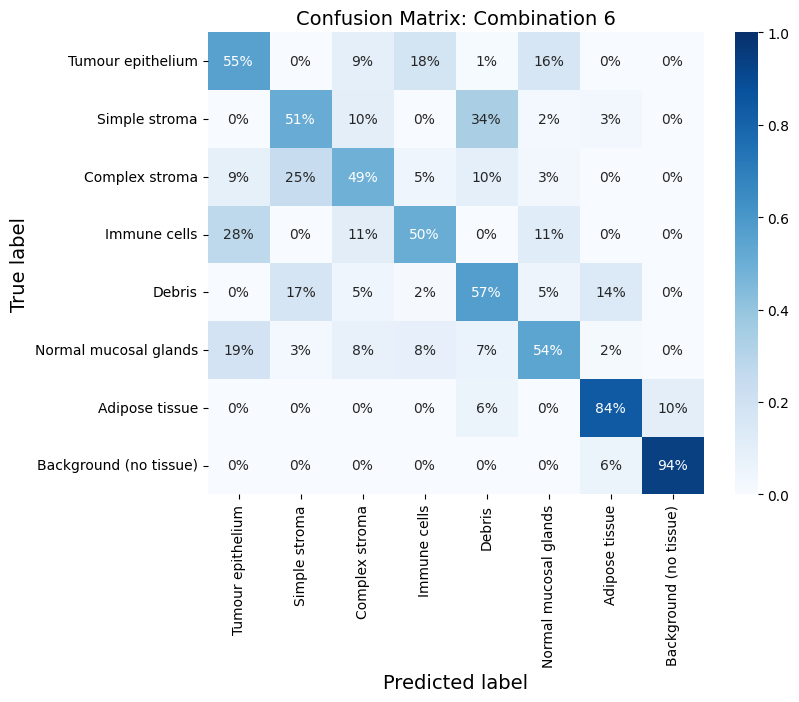 Confusion Matrix: Combination 6
True label
Tumour epithelium 55% 0% 9% 18% 1% 16% 0% 0%
Simple stroma 0% 51% 10% 0% 34% 2% 3% 0%
Complex stroma 9% 25% 49% 5% 10% 3% 0% 0%
Immune cells 28% 0% 11% 50% 0% 11% 0% 0%
Debris 0% 17% 5% 2% 57% 5% 14% 0%
Normal mucosal glands 19% 3% 8% 8% 7% 54% 2% 0%
Adipose tissue 0% 0% 0% 0% 6% 0% 84% 10%
Background (no tissue) 0% 0% 0% 0% 0% 0% 6% 94%
Tumour epithelium
Simple stroma
Complex stroma
Immune cells
Debris
Normal mucosal glands
Adipose tissue
Background (no tissue)
Predicted label
1.0
0.8
0.6
0.4
0.2
0.0